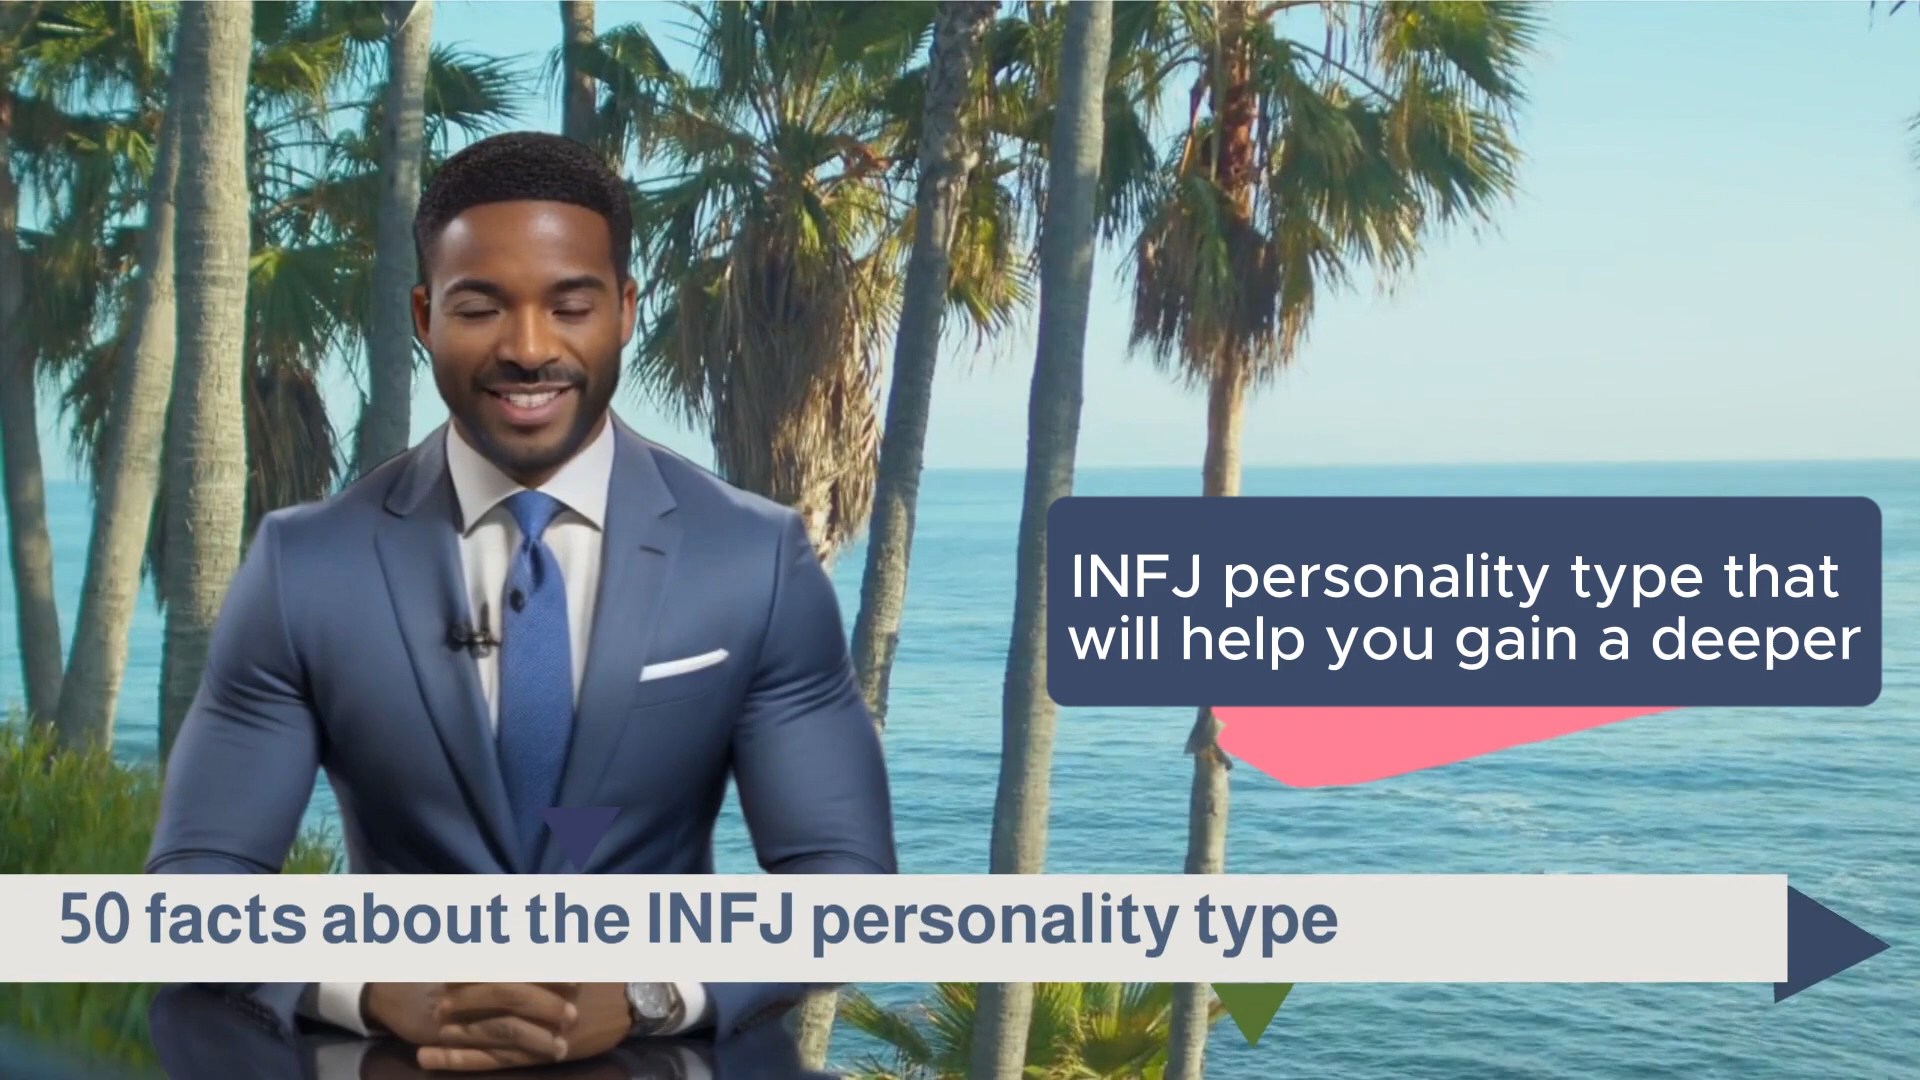 INFJ personality type that
will help you gain a deeper
50 facts about the INFJ personality type